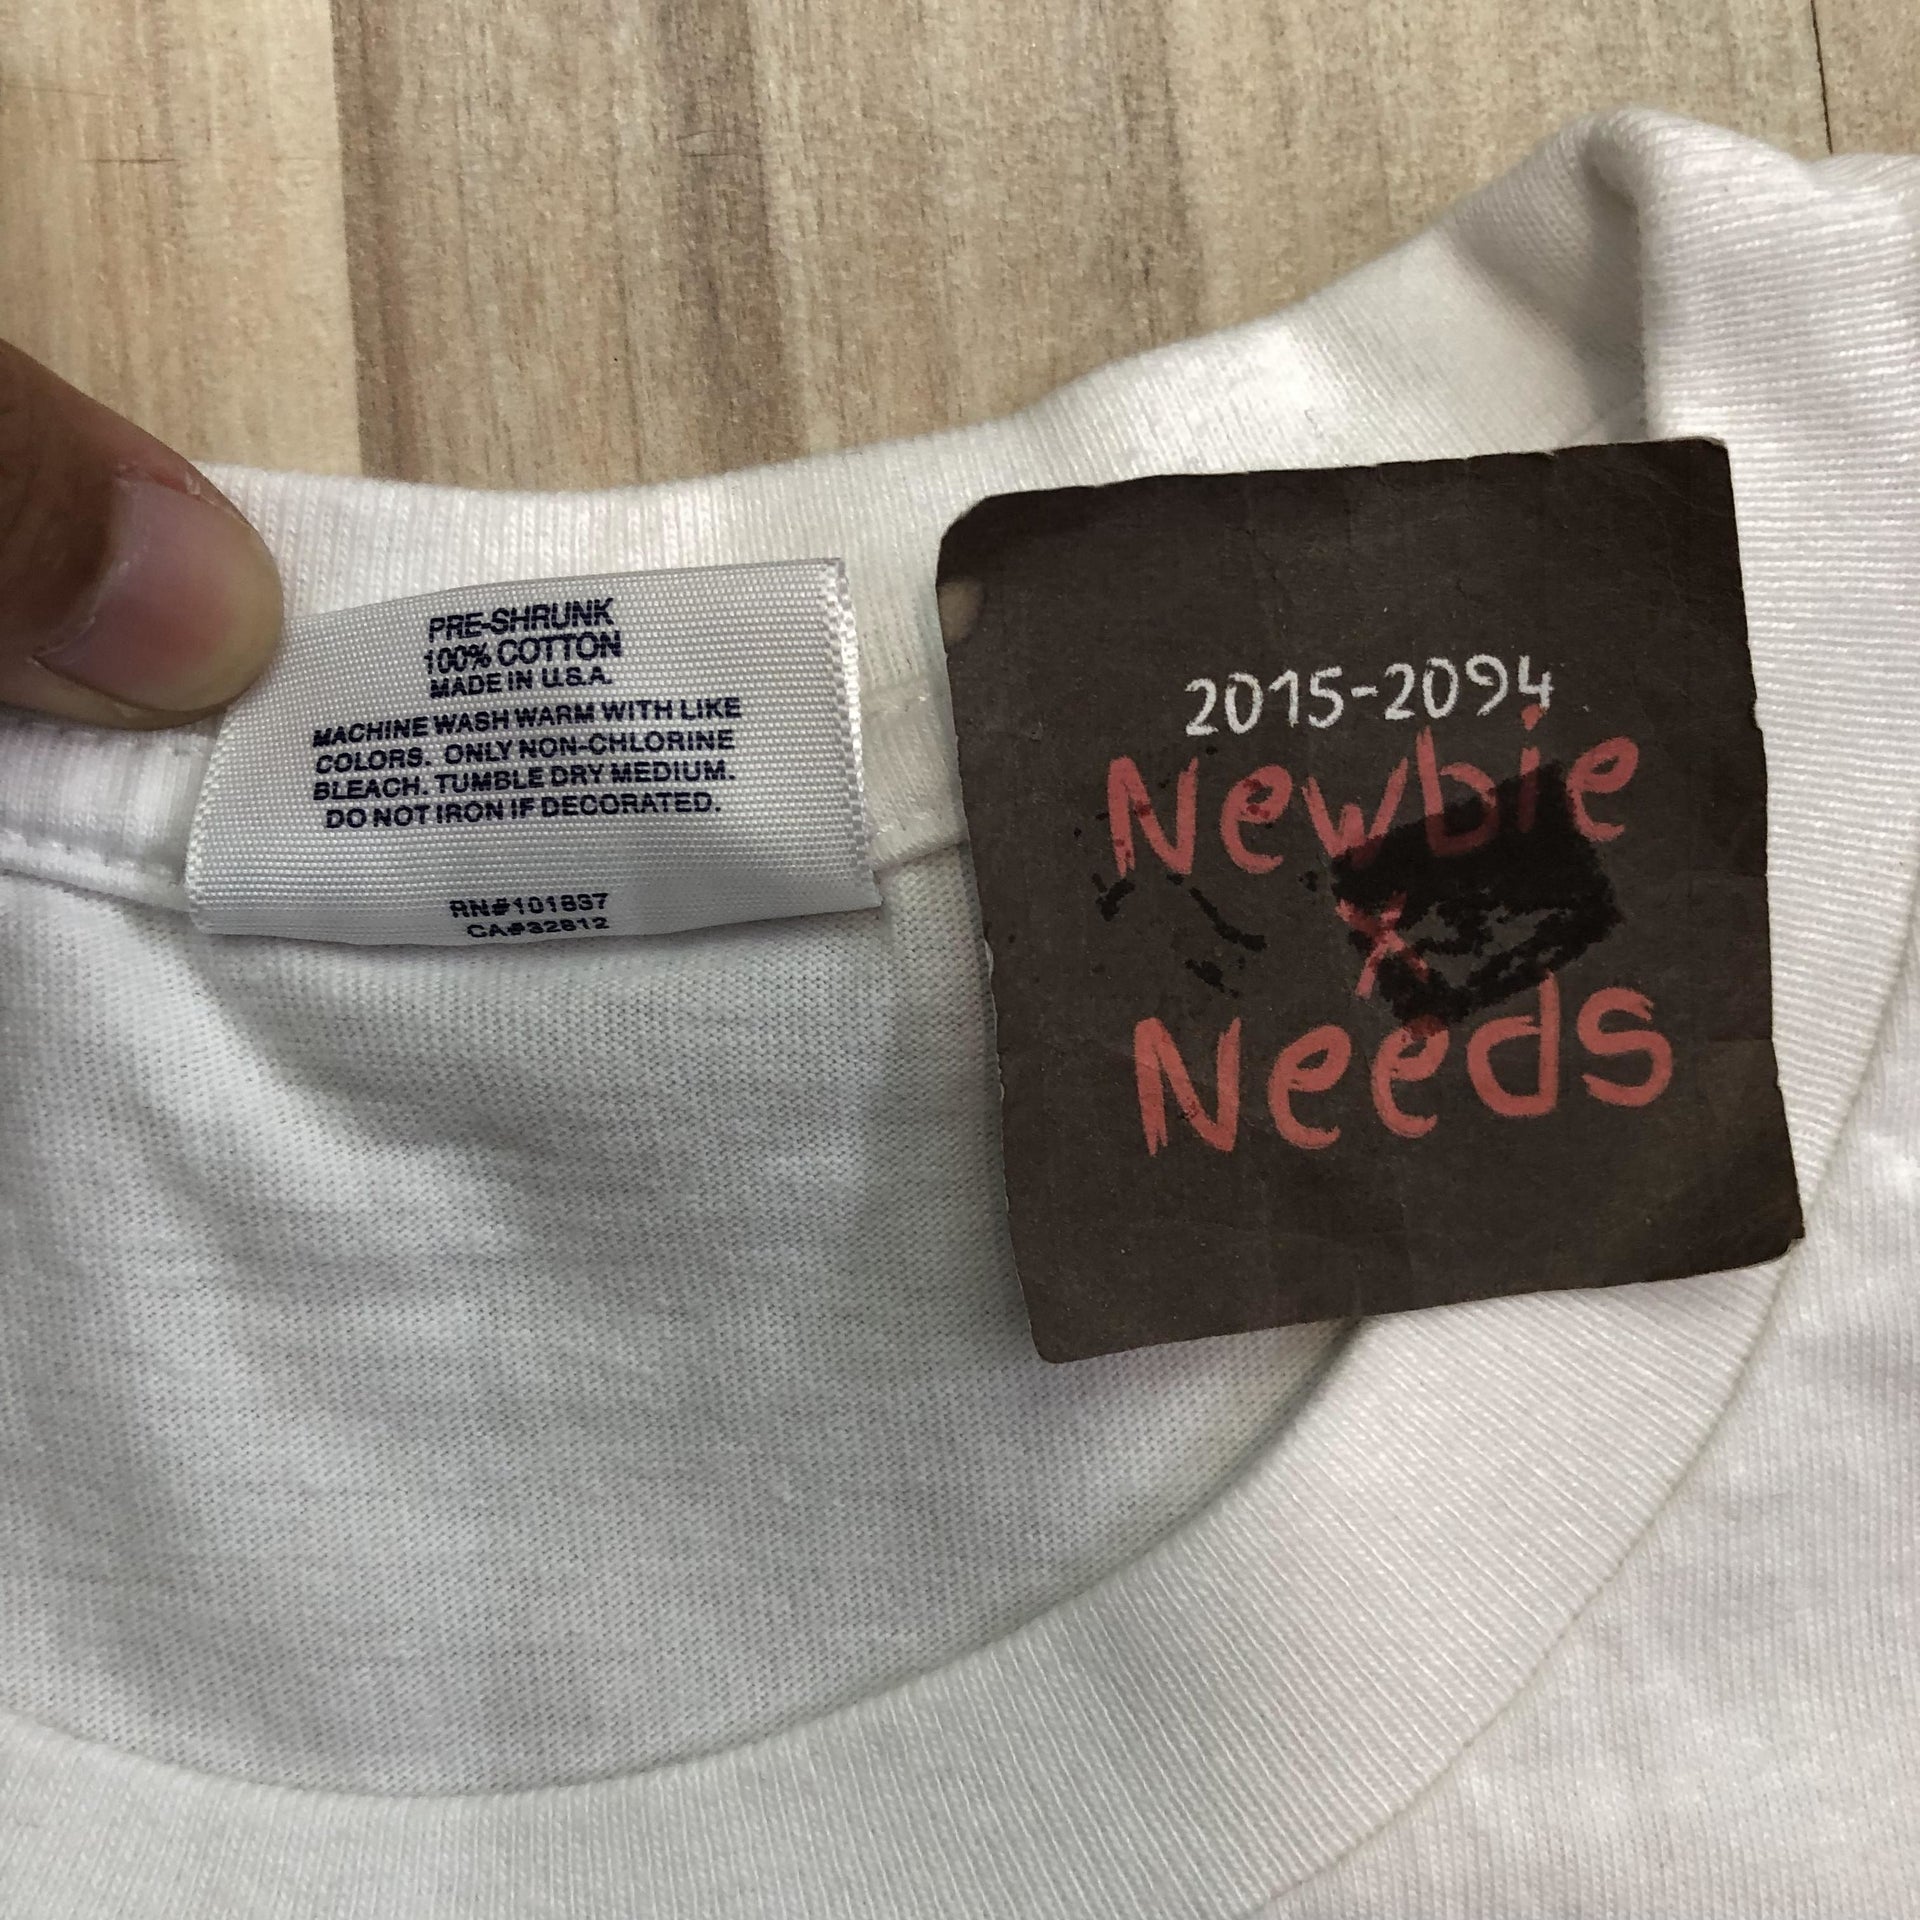 PRE-SHRUNK
100% COTTON
MADE IN U.S.A.
MACHINE WASH WARM WITH LIKE
COLORS. ONLY NON-CHLORINE
BLEACH. TUMBLE DRY MEDIUM.
DO NOT IRON IF DECORATED.
RN#101837
CA#32812
2015-2094
Newbie
x
Needs